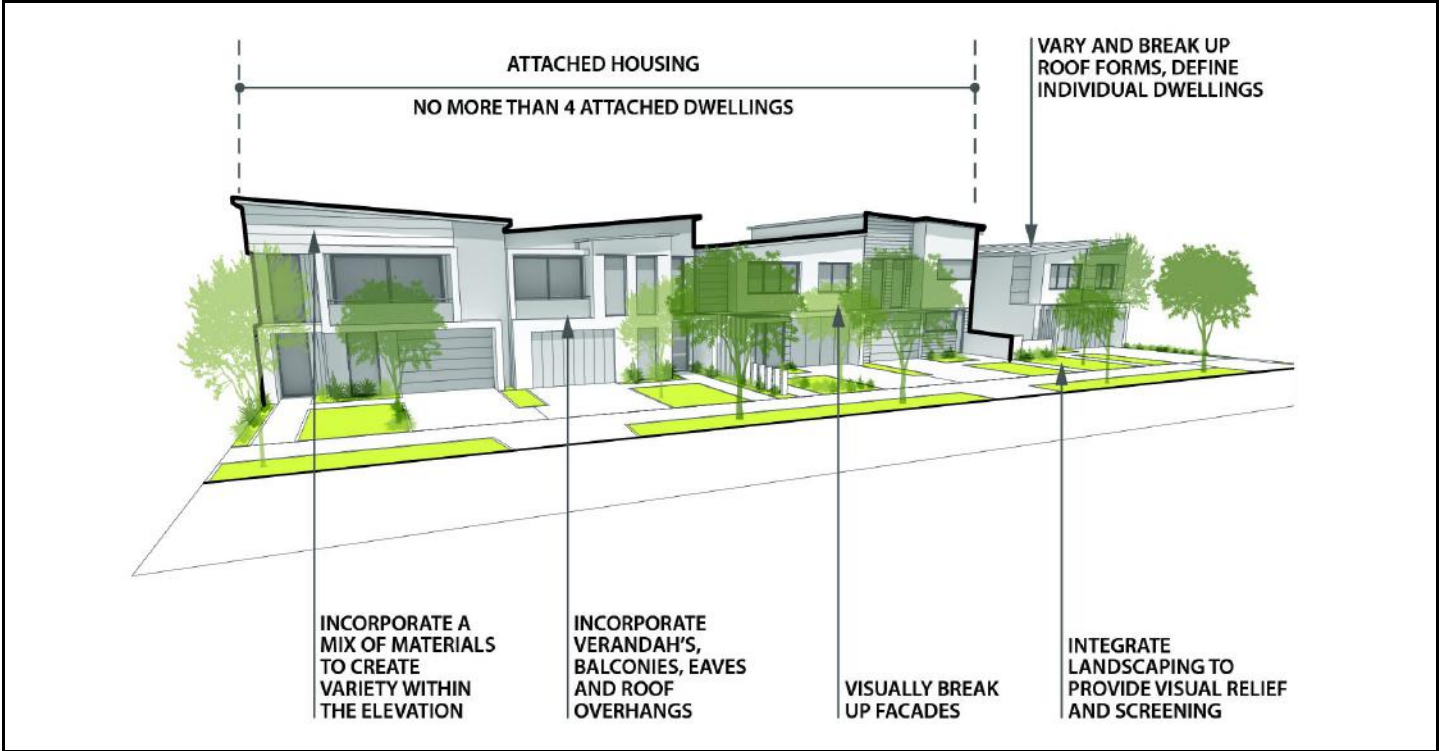 ATTACHED HOUSING
NO MORE THAN 4 ATTACHED DWELLINGS
VARY AND BREAK UP
ROOF FORMS, DEFINE
INDIVIDUAL DWELLINGS
INCORPORATE A
MIX OF MATERIALS
TO CREATE
VARIETY WITHIN
THE ELEVATION
INCORPORATE
VERANDAH'S,
BALCONIES, EAVES
AND ROOF
OVERHANGS
VISUALLY BREAK
UP FACADES
INTEGRATE
LANDSCAPING TO
PROVIDE VISUAL RELIEF
AND SCREENING